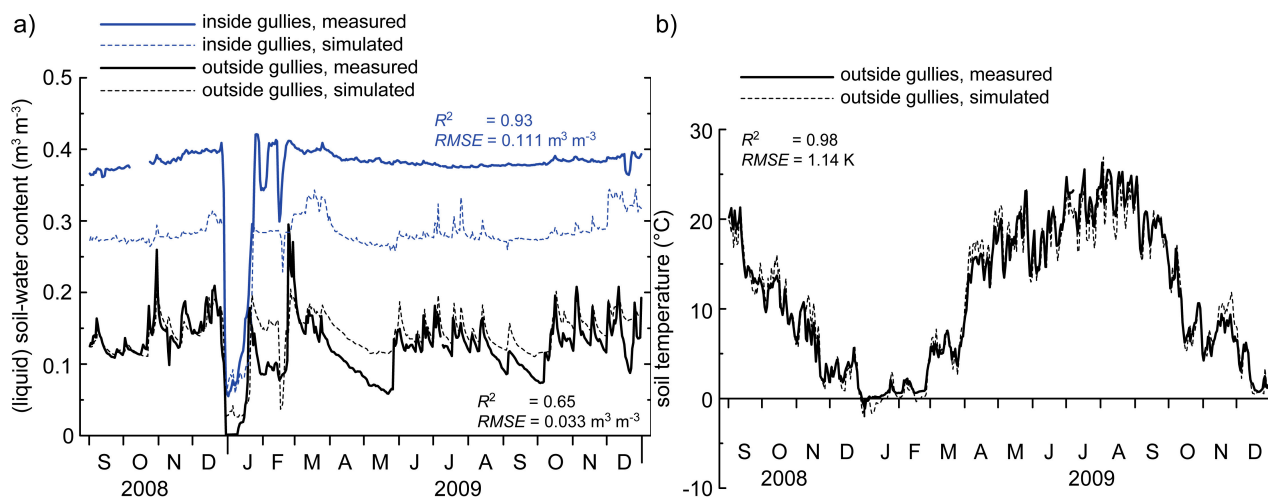 a)
inside gullies, measured
inside gullies, simulated
outside gullies, measured
outside gullies, simulated
(liquid) soil-water content (m³ m⁻³)
0.5
0.4
0.3
0.2
0.1
0
R² = 0.93
RMSE = 0.111 m³ m⁻³
R² = 0.65
RMSE = 0.033 m³ m⁻³
S O N D J F M A M J J A S O N D
2008 2009
b)
outside gullies, measured
outside gullies, simulated
soil temperature (°C)
30
20
10
0
-10
R² = 0.98
RMSE = 1.14 K
S O N D J F M A M J J A S O N D
2008 2009